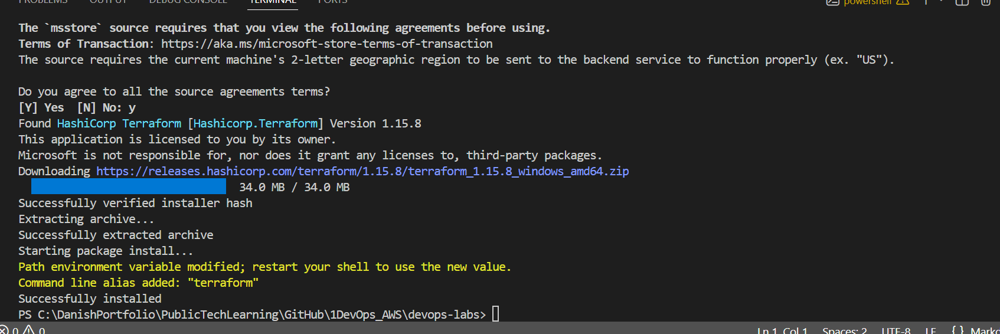 PROBLEMS OUTPUT DEBUG CONSOLE TERMINAL PORTS powershell
The `msstore` source requires that you view the following agreements before using.
Terms of Transaction: https://aka.ms/microsoft-store-terms-of-transaction
The source requires the current machine's 2-letter geographic region to be sent to the backend service to function properly (ex. "US").
Do you agree to all the source agreements terms?
[Y] Yes  [N] No: y
Found HashiCorp Terraform [Hashicorp.Terraform] Version 1.15.8
This application is licensed to you by its owner.
Microsoft is not responsible for, nor does it grant any licenses to, third-party packages.
Downloading https://releases.hashicorp.com/terraform/1.15.8/terraform_1.15.8_windows_amd64.zip
34.0 MB / 34.0 MB
Successfully verified installer hash
Extracting archive...
Successfully extracted archive
Starting package install...
Path environment variable modified; restart your shell to use the new value.
Command line alias added: "terraform"
Successfully installed
PS C:\DanishPortfolio\PublicTechLearning\GitHub\1DevOps_AWS\devops-labs>
0 0 Ln 1, Col 1 Spaces: 2 UTF-8 LF { } Marko